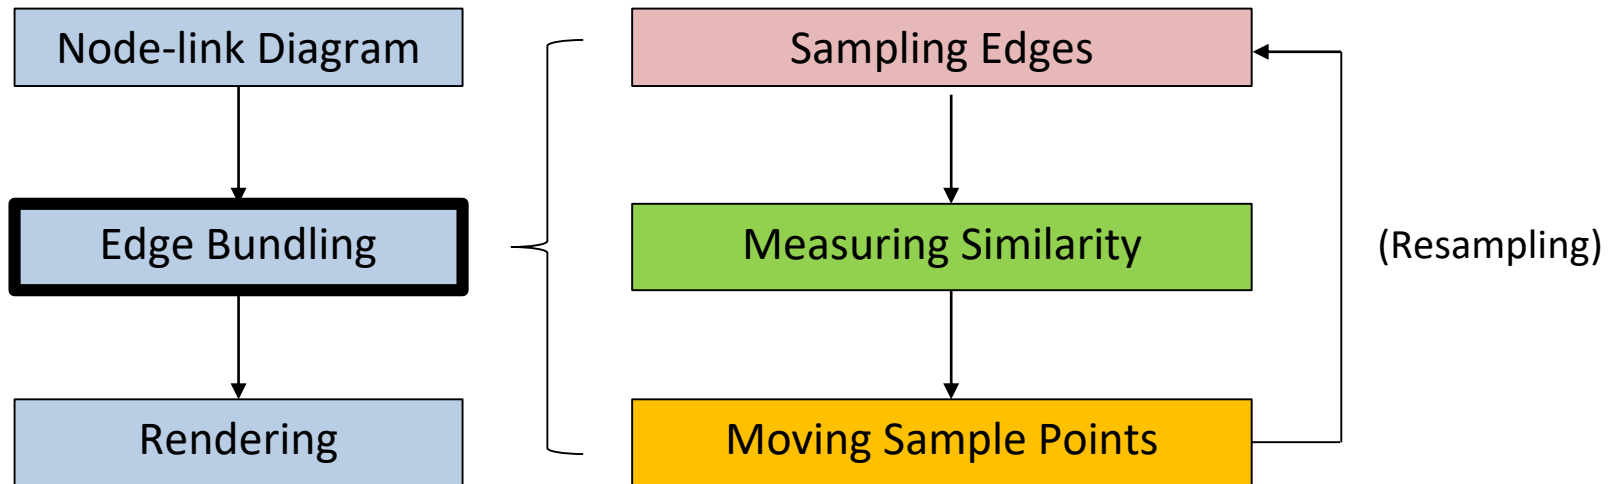 Node-link Diagram
Edge Bundling
Rendering
Sampling Edges
Measuring Similarity
Moving Sample Points
(Resampling)